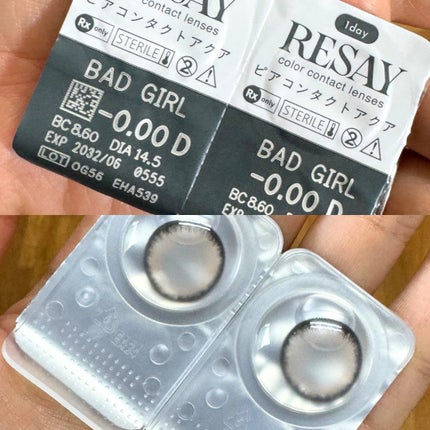 Rx only
STERILE
2
ピアコンタクトアクア
BAD GIRL
-0.00 D
BC 8.60 DIA 14.5
EXP 2032/06 0555
LOT OG56 EHA539
1day
RESAY
color contact lenses
ピアコンタクトアクア
Rx only
STERILE
2
BAD GIRL
-0.00 D
BC 8.60